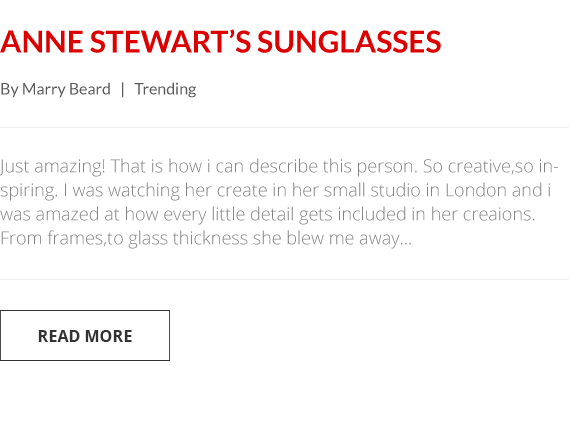 ANNE STEWART’S SUNGLASSES
By Marry Beard | Trending
Just amazing! That is how i can describe this person. So creative,so in-
spiring. I was watching her create in her small studio in London and i
was amazed at how every little detail gets included in her creaions.
From frames,to glass thickness she blew me away...
READ MORE